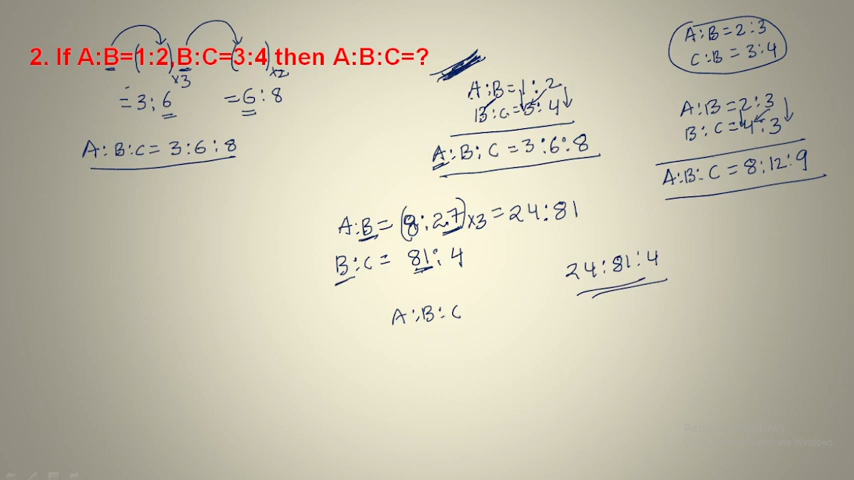 2. If A:B=(1:2),B:C=(3:4) then A:B:C=?
×3 ×2
= 3:6 =6:8
A:B:C= 3:6:8
A:B=1:2
B:C=3:4
A:B:C=3:6:8
A:B=2:3
C:B=3:4
A:B=2:3
B:C=4:3
A:B:C=8:12:9
A:B=(8:27)×3=24:81
B:C= 81:4
24:81:4
A:B:C